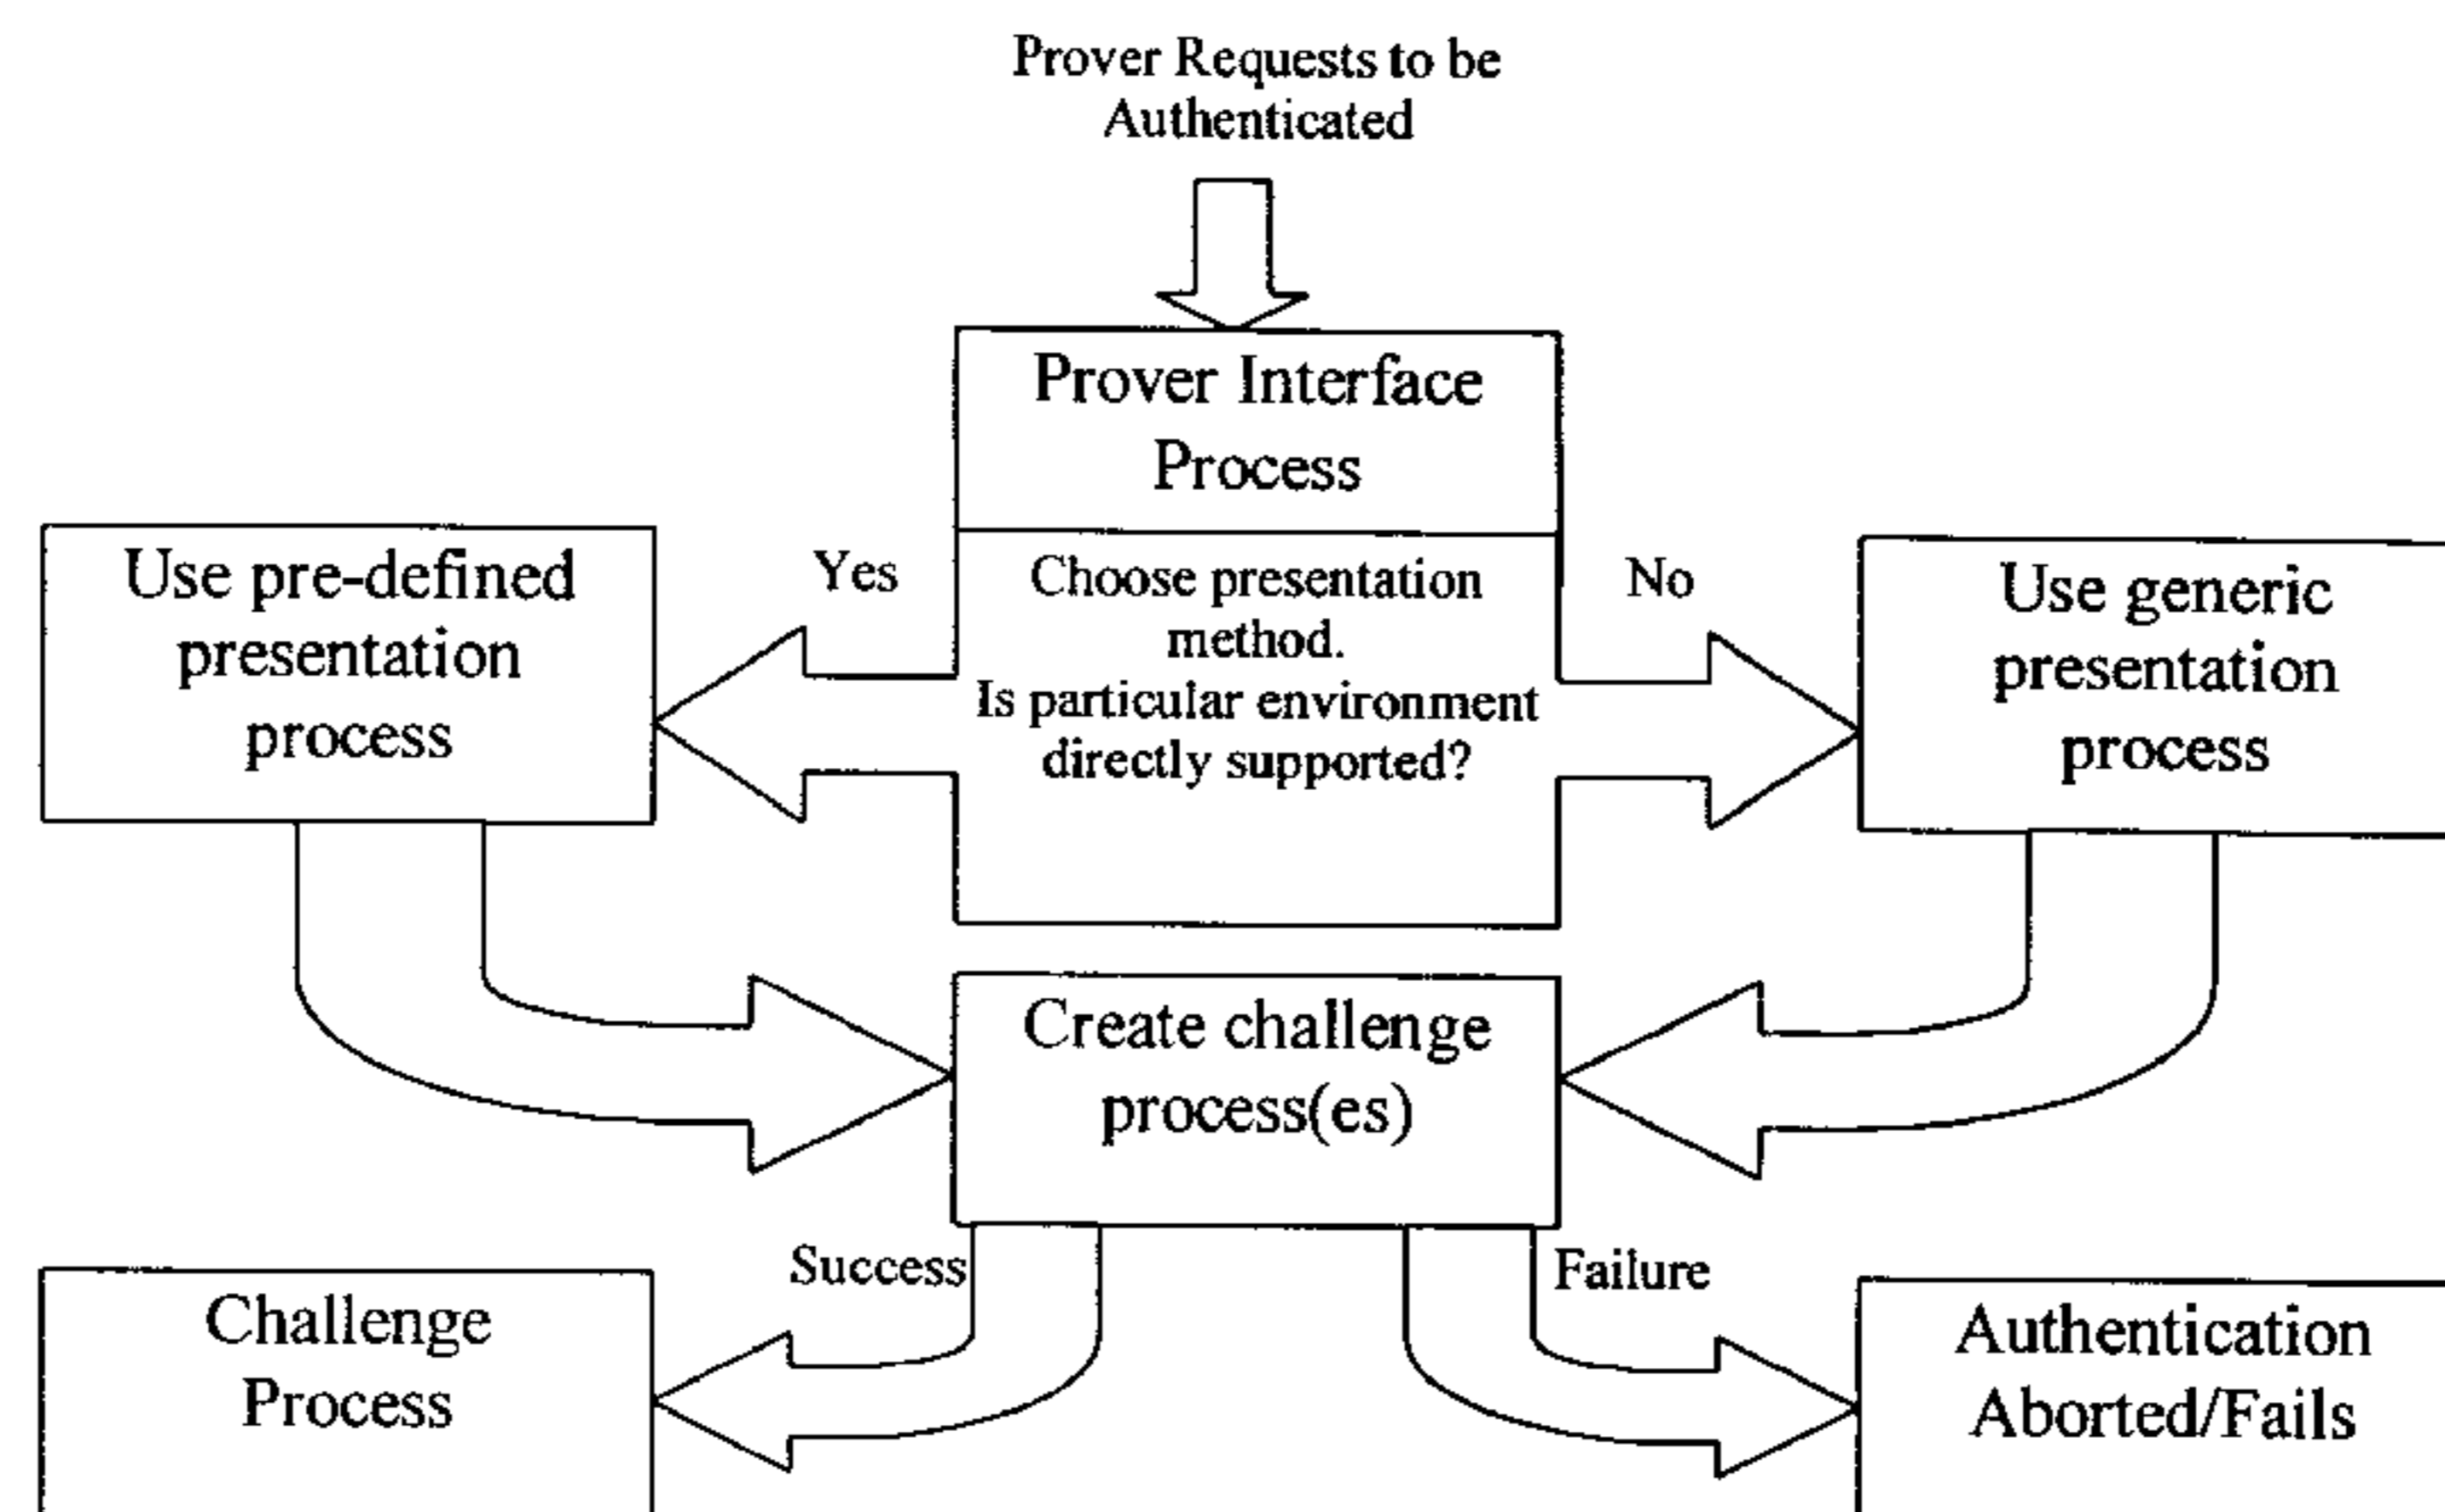 Prover Requests to be
Authenticated
Prover Interface
Process
Yes
Choose presentation
method.
Is particular environment
directly supported?
No
Use pre-defined
presentation
process
Use generic
presentation
process
Create challenge
process(es)
Success
Failure
Challenge
Process
Authentication
Aborted/Fails